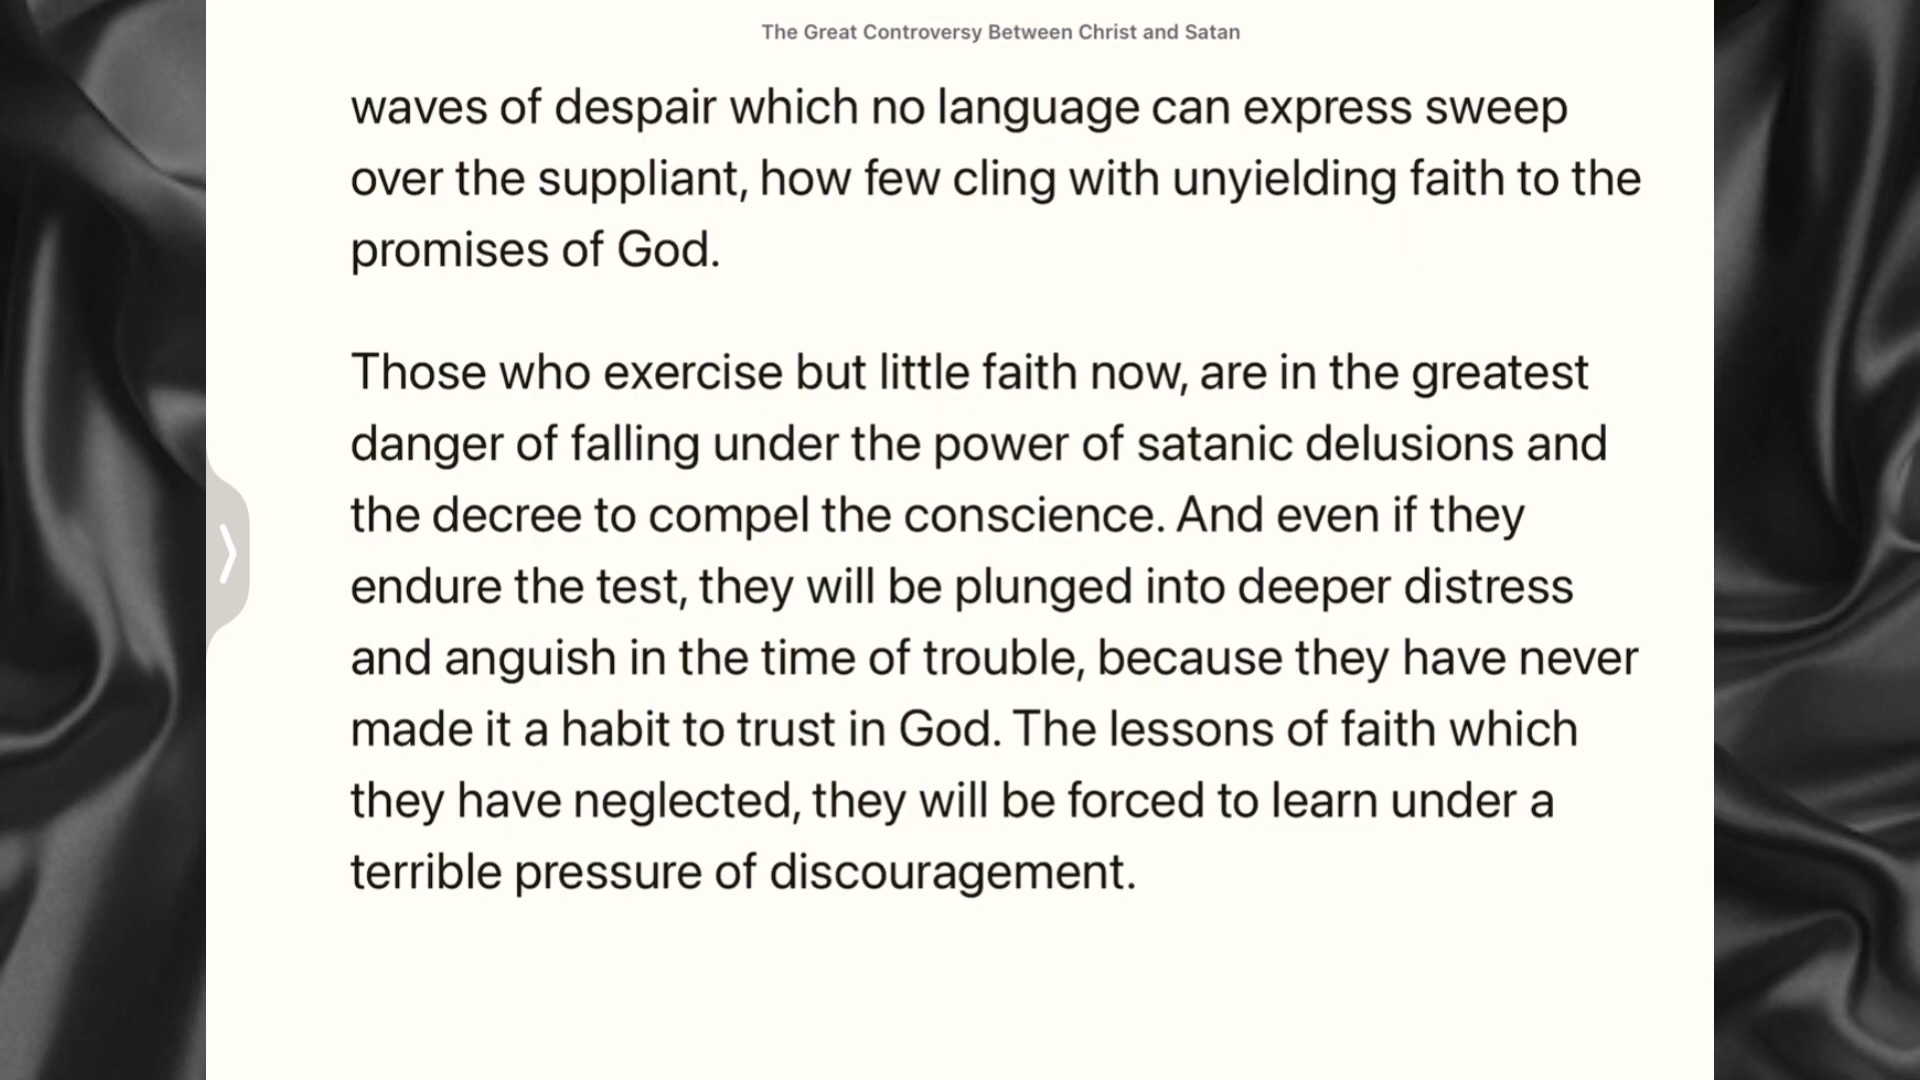 The Great Controversy Between Christ and Satan
waves of despair which no language can express sweep
over the suppliant, how few cling with unyielding faith to the
promises of God.
Those who exercise but little faith now, are in the greatest
danger of falling under the power of satanic delusions and
the decree to compel the conscience. And even if they
endure the test, they will be plunged into deeper distress
and anguish in the time of trouble, because they have never
made it a habit to trust in God. The lessons of faith which
they have neglected, they will be forced to learn under a
terrible pressure of discouragement.